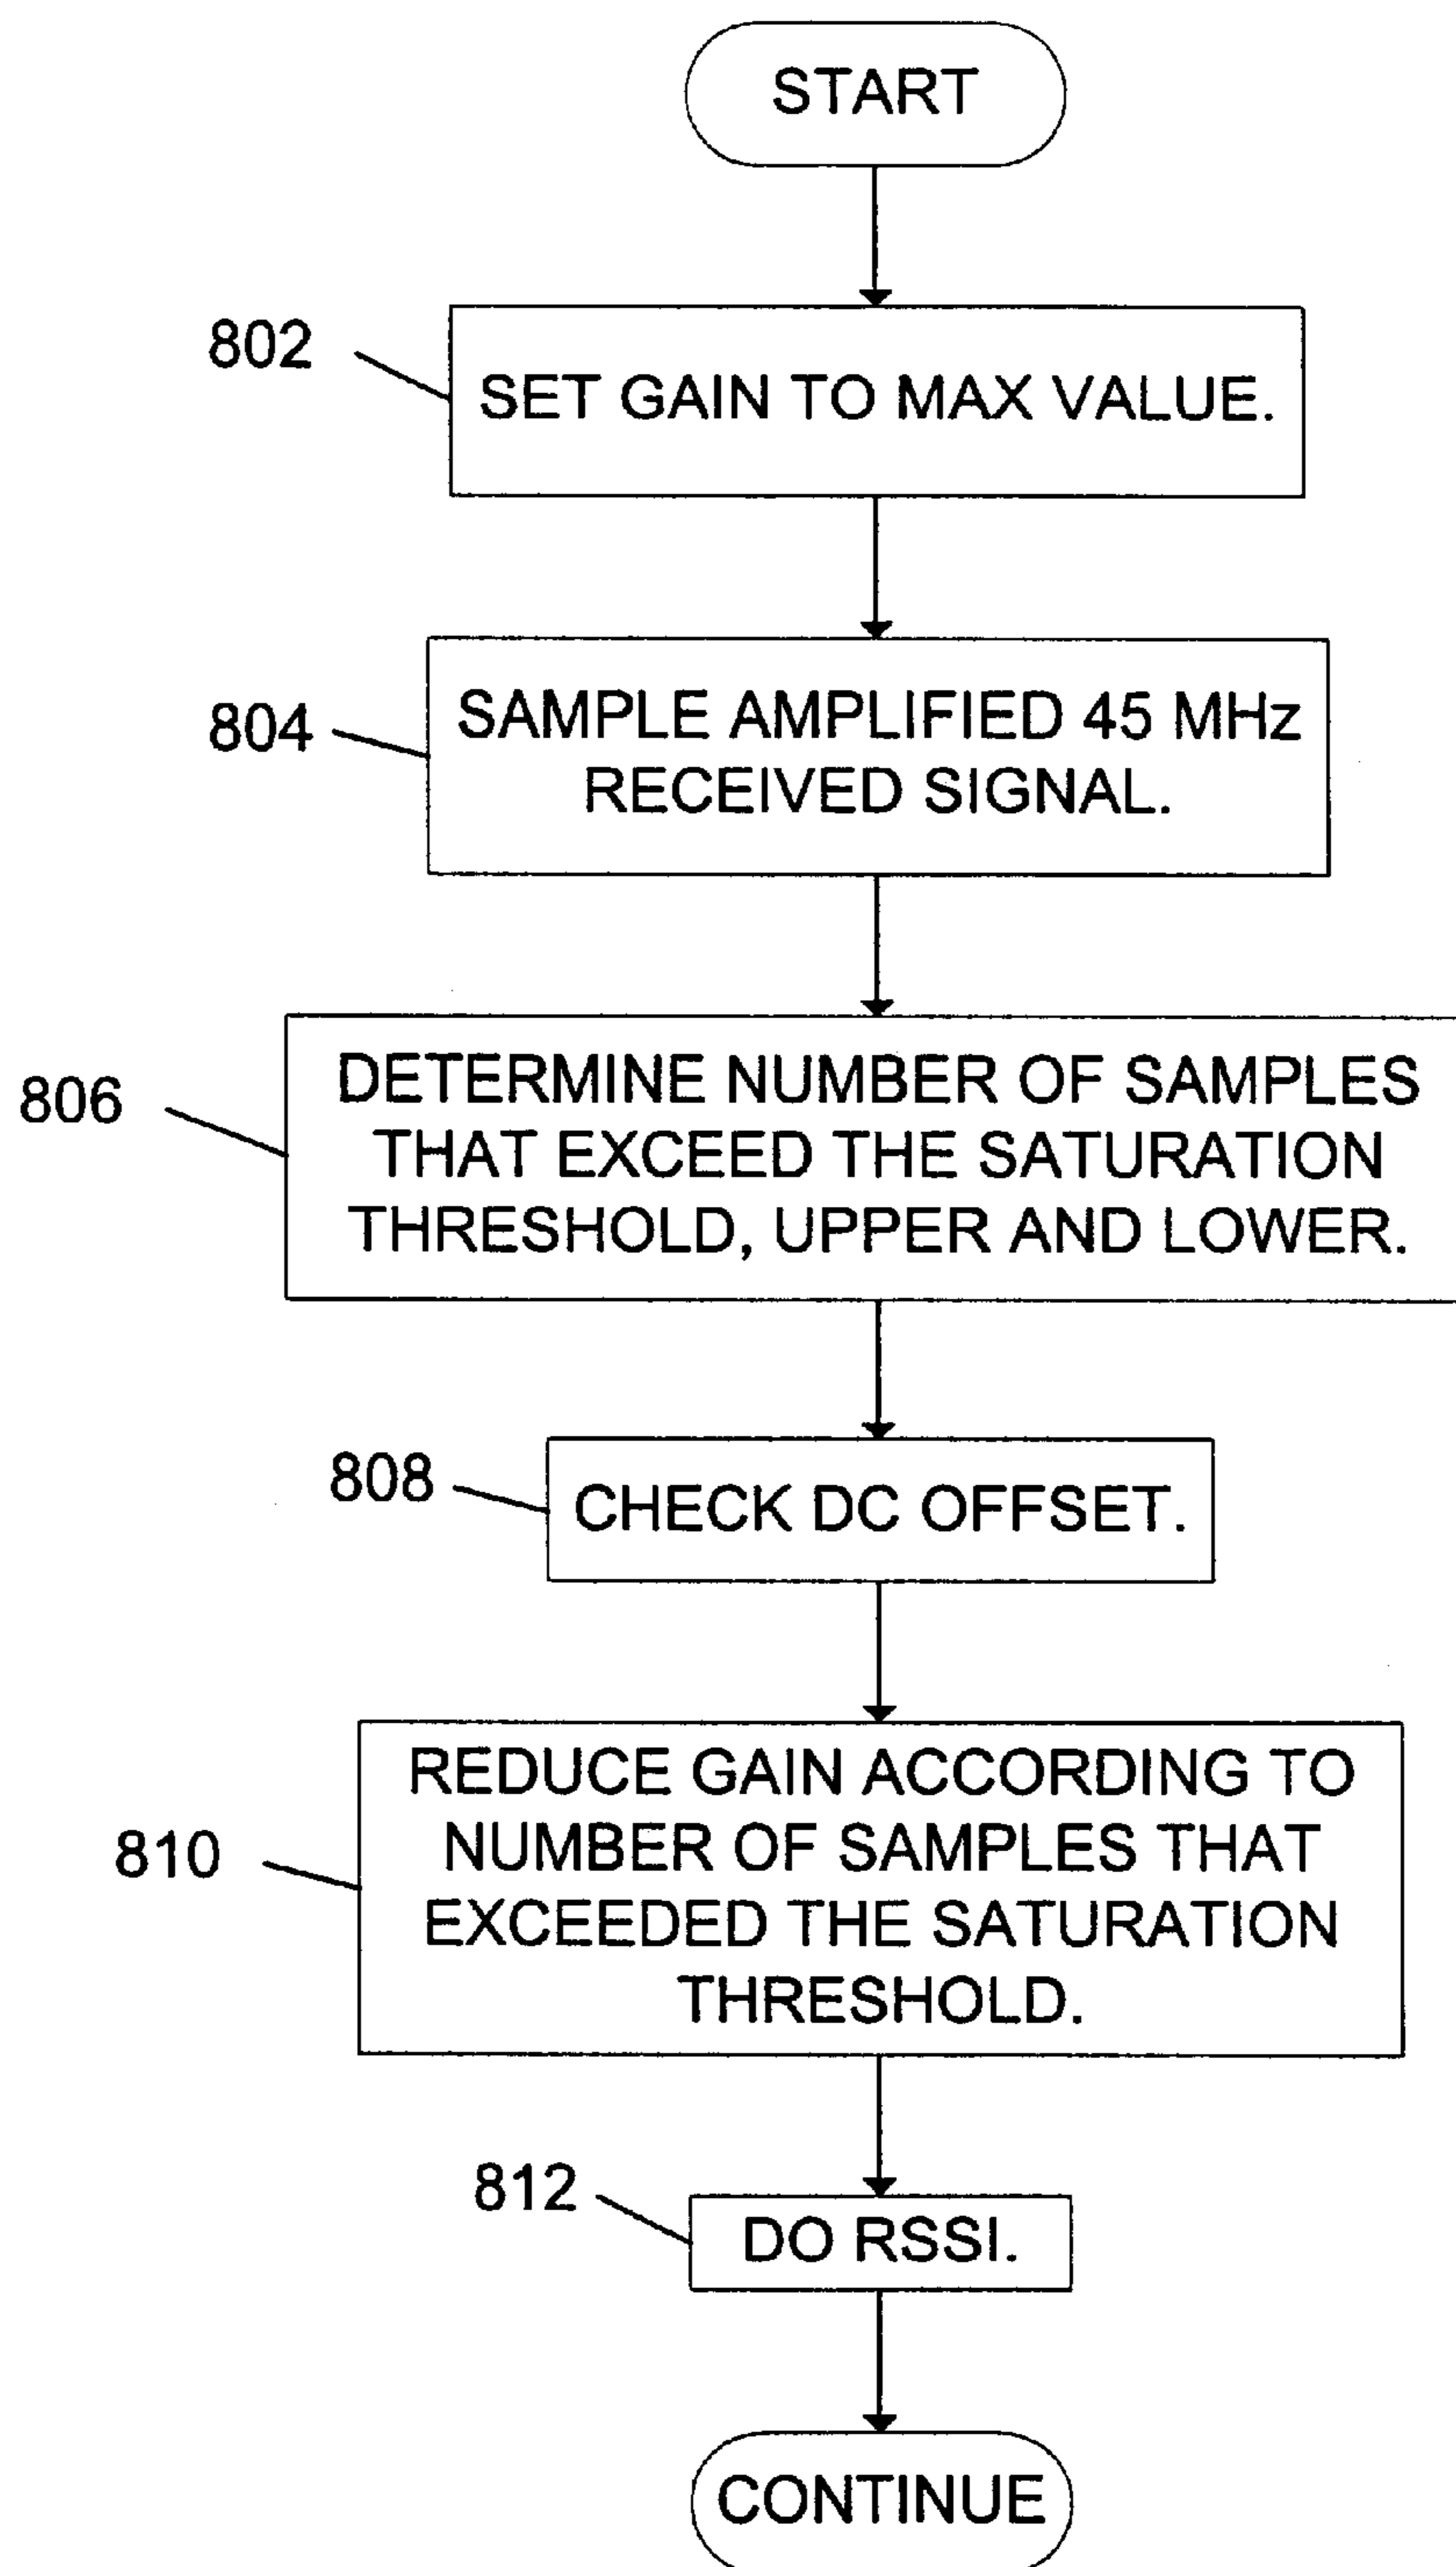 START
802
SET GAIN TO MAX VALUE.
804
SAMPLE AMPLIFIED 45 MHz
RECEIVED SIGNAL.
806
DETERMINE NUMBER OF SAMPLES
THAT EXCEED THE SATURATION
THRESHOLD, UPPER AND LOWER.
808
CHECK DC OFFSET.
810
REDUCE GAIN ACCORDING TO
NUMBER OF SAMPLES THAT
EXCEEDED THE SATURATION
THRESHOLD.
812
DO RSSI.
CONTINUE